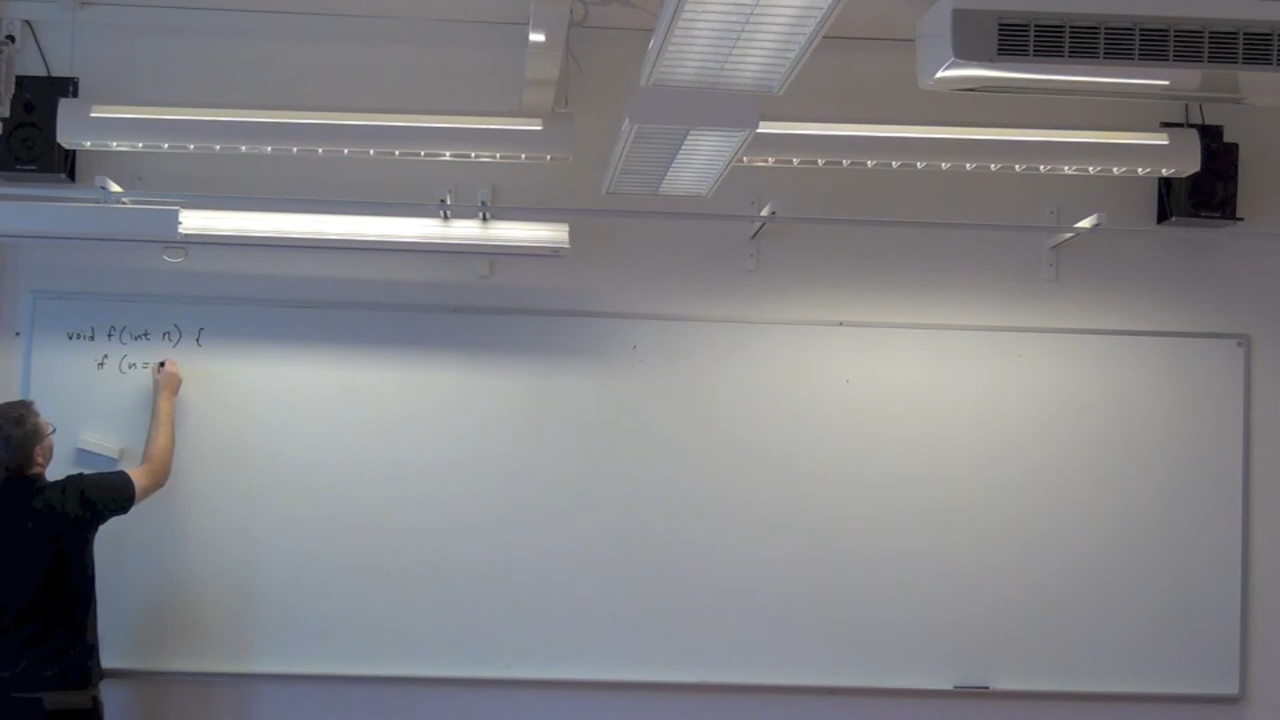 void f(int n) {
if (n=